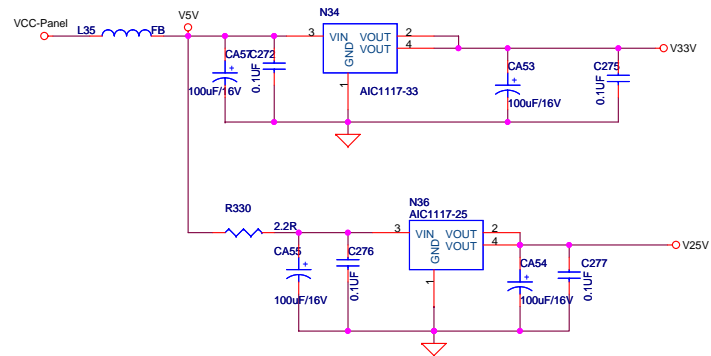 VCC-Panel
L35
FB
V5V
N34
3
VIN
VOUT
2
VOUT
4
GND
1
AIC1117-33
CA57
100uF/16V
C272
0.1UF
CA53
100uF/16V
C275
0.1UF
V33V
R330
2.2R
CA55
100uF/16V
C276
0.1UF
N36
AIC1117-25
3
VIN
VOUT
2
VOUT
4
GND
1
CA54
100uF/16V
C277
0.1UF
V25V